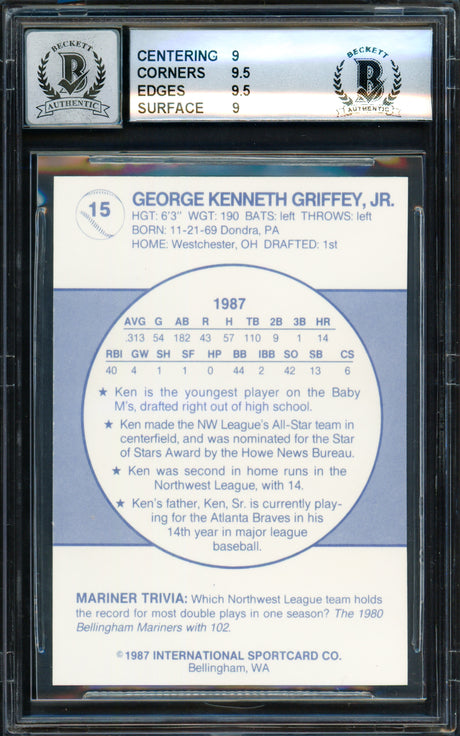 BECKETT
B
AUTHENTIC
CENTERING 9
CORNERS 9.5
EDGES 9.5
SURFACE 9
BECKETT
B
AUTHENTIC
15
GEORGE KENNETH GRIFFEY, JR.
HGT: 6'3" WGT: 190 BATS: left THROWS: left
BORN: 11-21-69 Dondra, PA
HOME: Westchester, OH DRAFTED: 1st
1987
AVG G AB R H TB 2B 3B HR
.313 54 182 43 57 110 9 1 14
RBI GW SH SF HP BB IBB SO SB CS
40 4 1 1 0 44 2 42 13 6
★ Ken is the youngest player on the Baby
M's, drafted right out of high school.
★ Ken made the NW League's All-Star team in
centerfield, and was nominated for the Star
of Stars Award by the Howe News Bureau.
★ Ken was second in home runs in the
Northwest League, with 14.
★ Ken's father, Ken, Sr. is currently play-
ing for the Atlanta Braves in his
14th year in major league
baseball.
MARINER TRIVIA: Which Northwest League team holds
the record for most double plays in one season? The 1980
Bellingham Mariners with 102.
©1987 INTERNATIONAL SPORTCARD CO.
Bellingham, WA